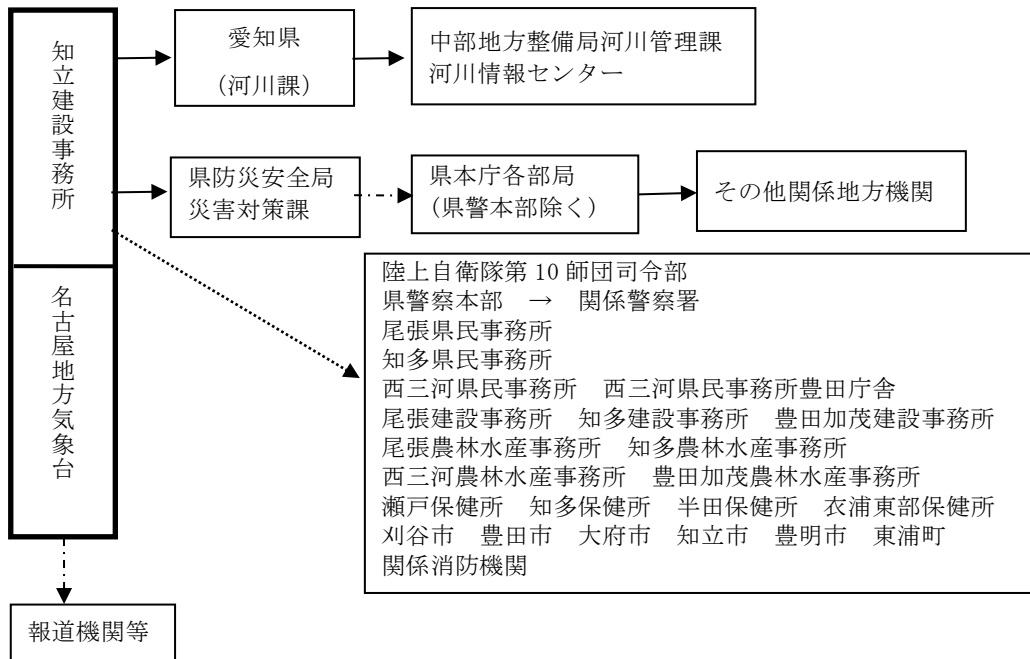 知立建設事務所
名古屋地方気象台
愛知県
（河川課）
中部地方整備局河川管理課
河川情報センター
県防災安全局
災害対策課
県本庁各部局
（県警本部除く）
その他関係地方機関
陸上自衛隊第 10 師団司令部
県警察本部　→　関係警察署
尾張県民事務所
知多県民事務所
西三河県民事務所　西三河県民事務所豊田庁舎
尾張建設事務所　知多建設事務所　豊田加茂建設事務所
尾張農林水産事務所　知多農林水産事務所
西三河農林水産事務所　豊田加茂農林水産事務所
瀬戸保健所　知多保健所　半田保健所　衣浦東部保健所
刈谷市　豊田市　大府市　知立市　豊明市　東浦町
関係消防機関
報道機関等